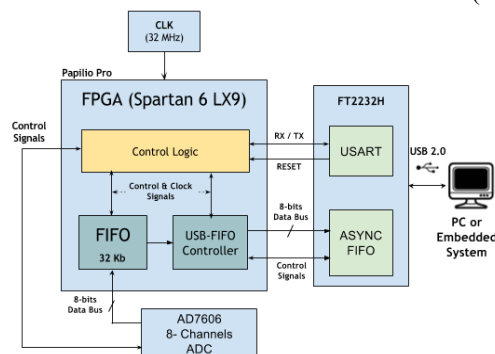 (
CLK
(32 MHz)
Papilio Pro
FPGA (Spartan 6 LX9)
FT2232H
Control
Signals
Control Logic
RX / TX
RESET
USART
USB 2.0
Control & Clock
Signals
8-bits
Data Bus
PC or
Embedded
System
FIFO
32 Kb
USB-FIFO
Controller
ASYNC
FIFO
Control
Signals
8-bits
Data Bus
AD7606
8- Channels
ADC